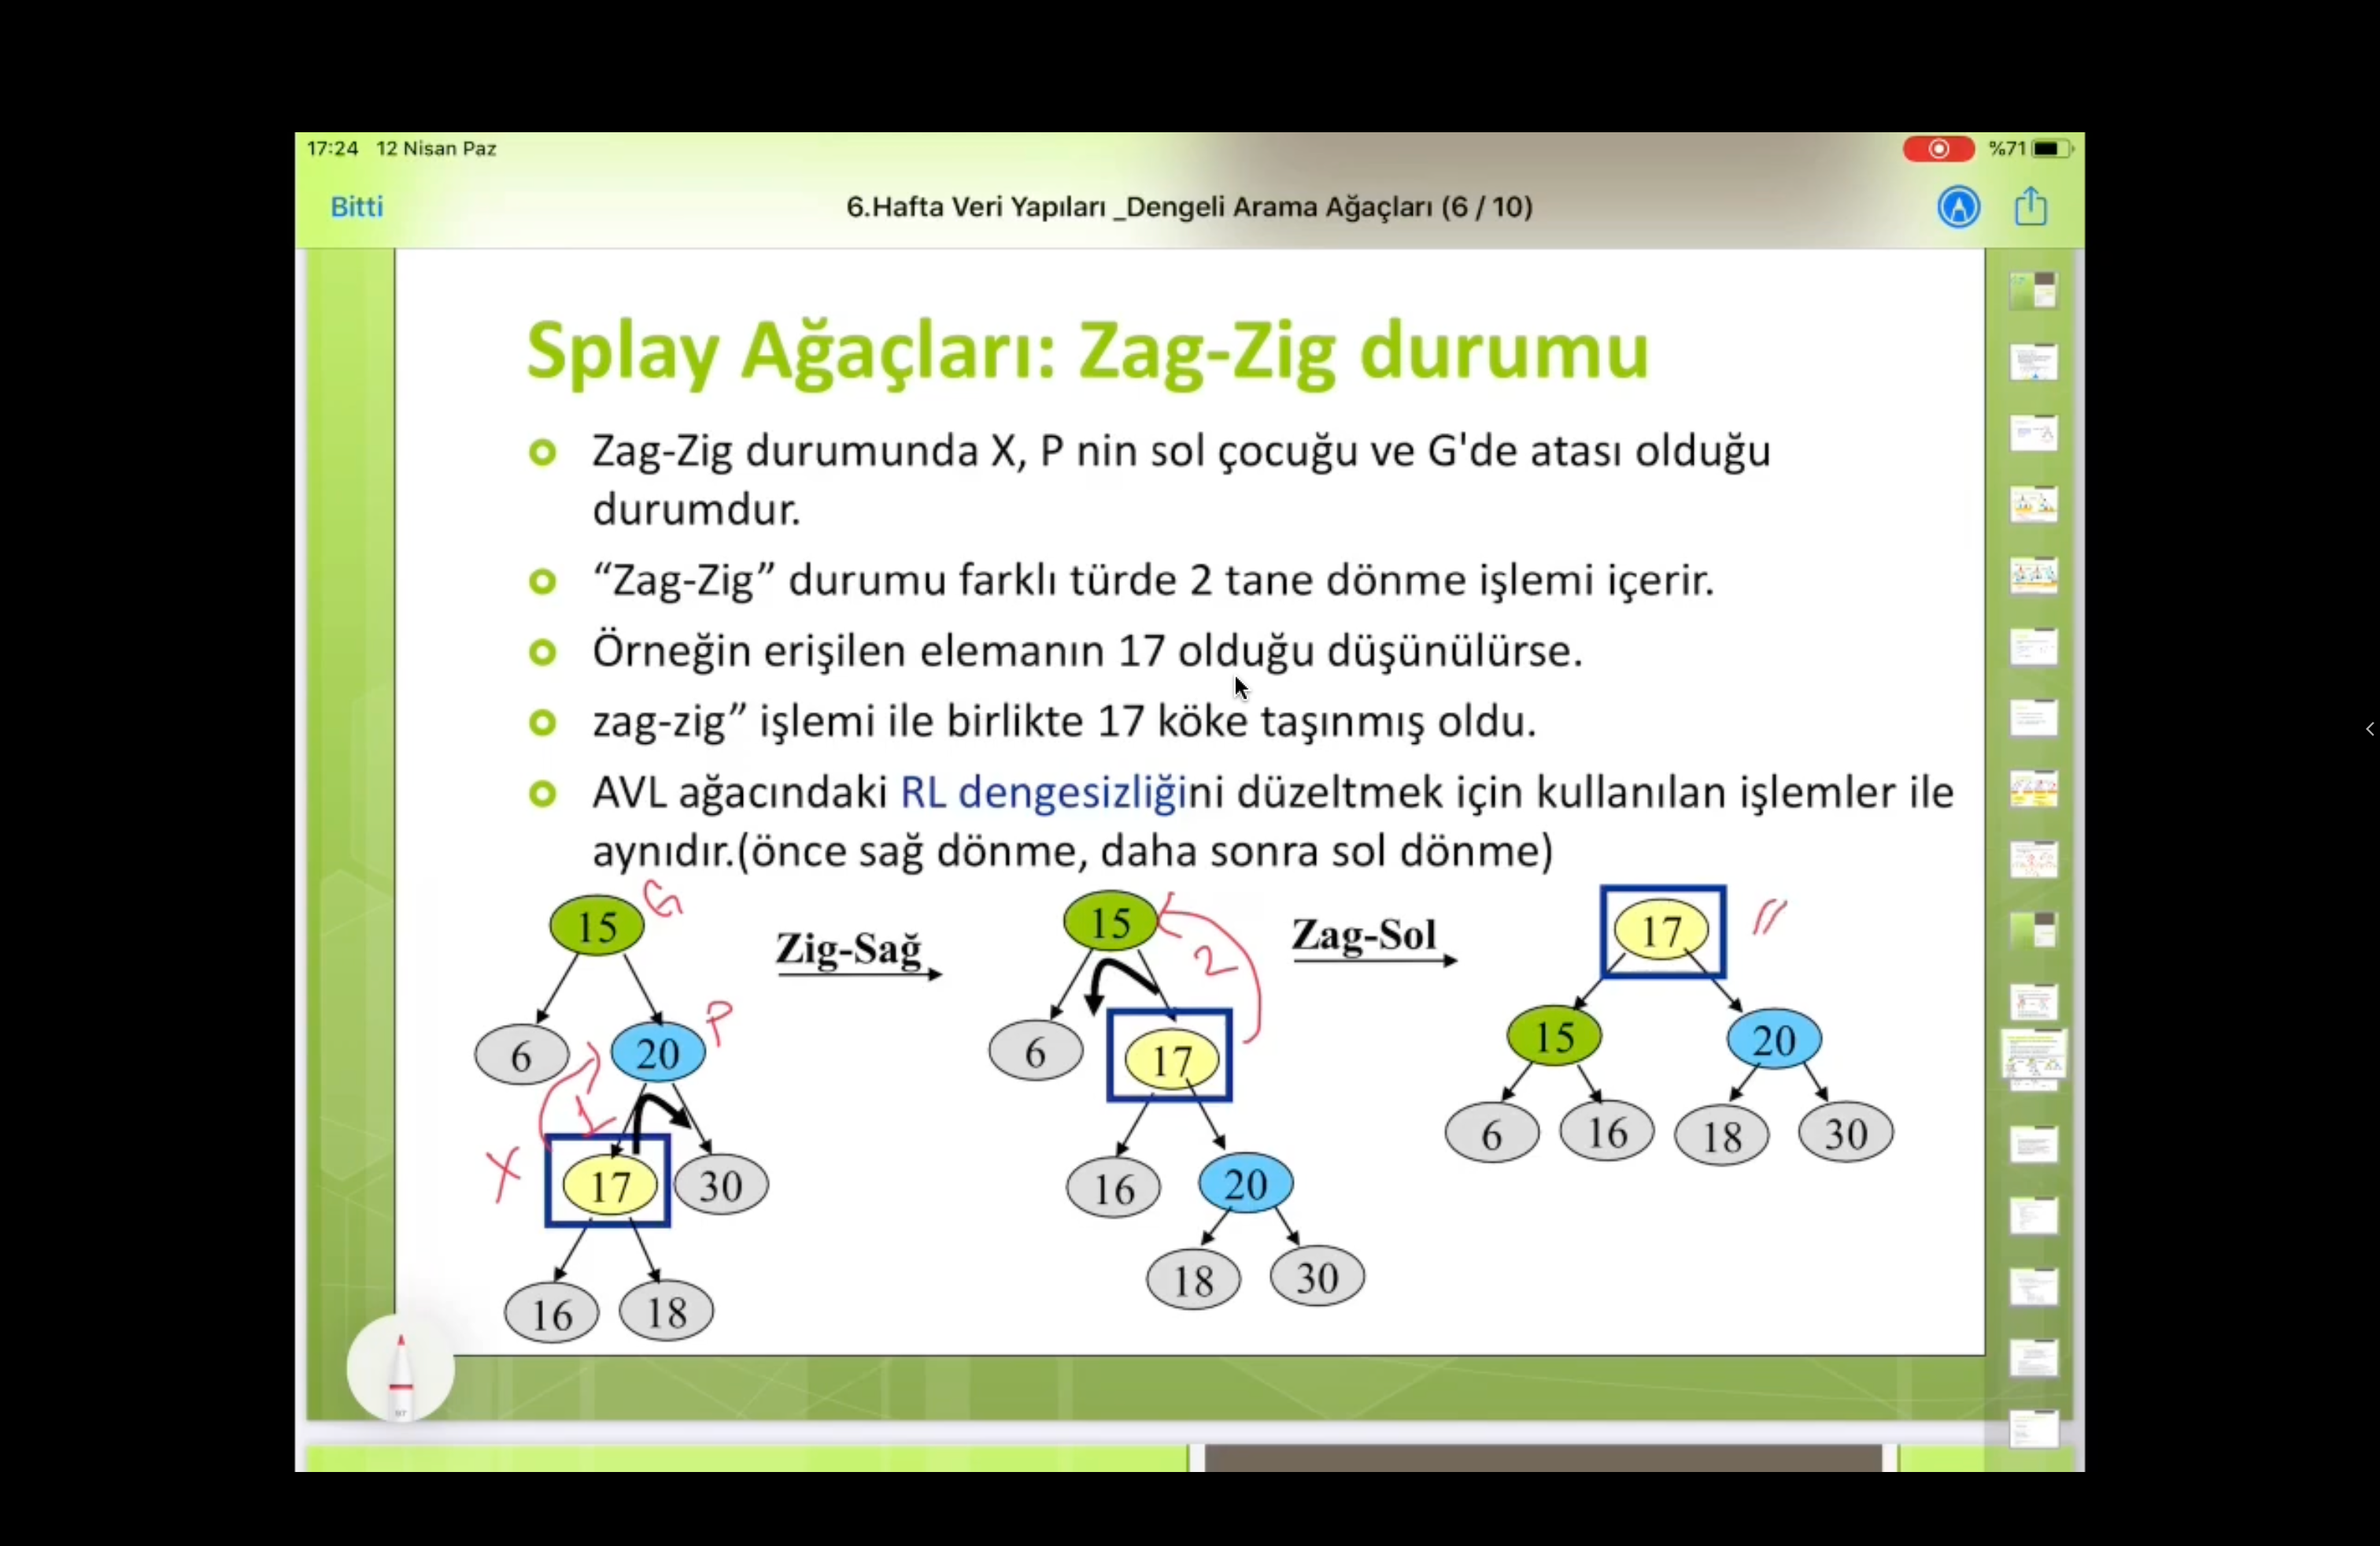 17:24 12 Nisan Paz
%71
Bitti
6.Hafta Veri Yapıları _Dengeli Arama Ağaçları (6 / 10)
Splay Ağaçları: Zag-Zig durumu
Zag-Zig durumunda X, P nin sol çocuğu ve G'de atası olduğu
durumdur.
“Zag-Zig” durumu farklı türde 2 tane dönme işlemi içerir.
Örneğin erişilen elemanın 17 olduğu düşünülürse.
zag-zig” işlemi ile birlikte 17 köke taşınmış oldu.
AVL ağacındaki RL dengesizliğini düzeltmek için kullanılan işlemler ile
aynıdır.(önce sağ dönme, daha sonra sol dönme)
15 G
6 20 P
1
X 17 30
16 18
Zig-Sağ
15
2
6 17
16 20
18 30
Zag-Sol
17
15 20
6 16 18 30
97